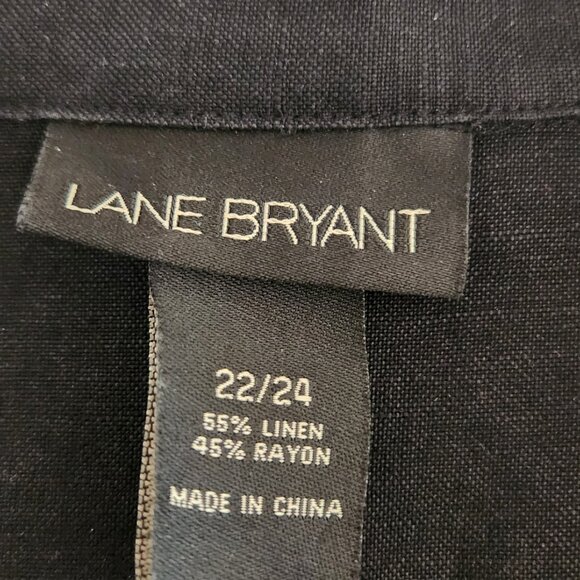 LANE BRYANT
22/24
55% LINEN
45% RAYON
MADE IN CHINA